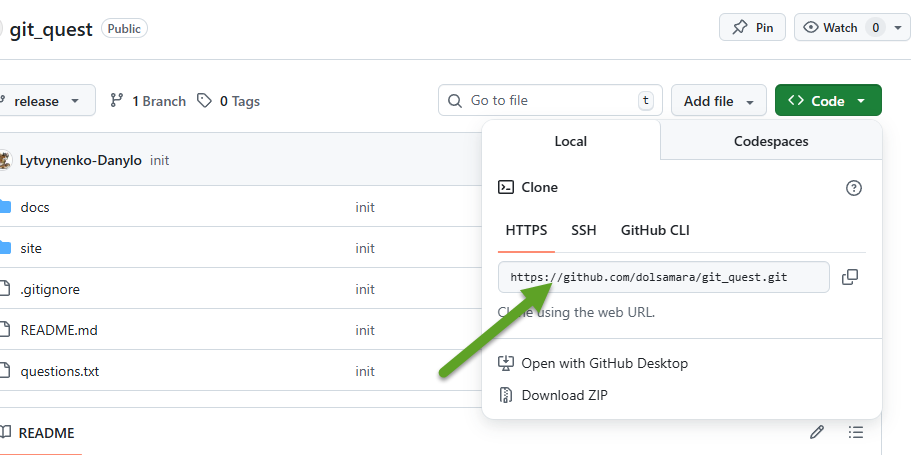 git_quest Public Pin Watch 0
release 1 Branch 0 Tags Go to file t Add file Code
Local Codespaces
Lytvynenko-Danylo init
Clone
docs init
HTTPS SSH GitHub CLI
site init
https://github.com/dolsamara/git_quest.git
.gitignore init
Clone using the web URL.
README.md init
Open with GitHub Desktop
questions.txt init
Download ZIP
README